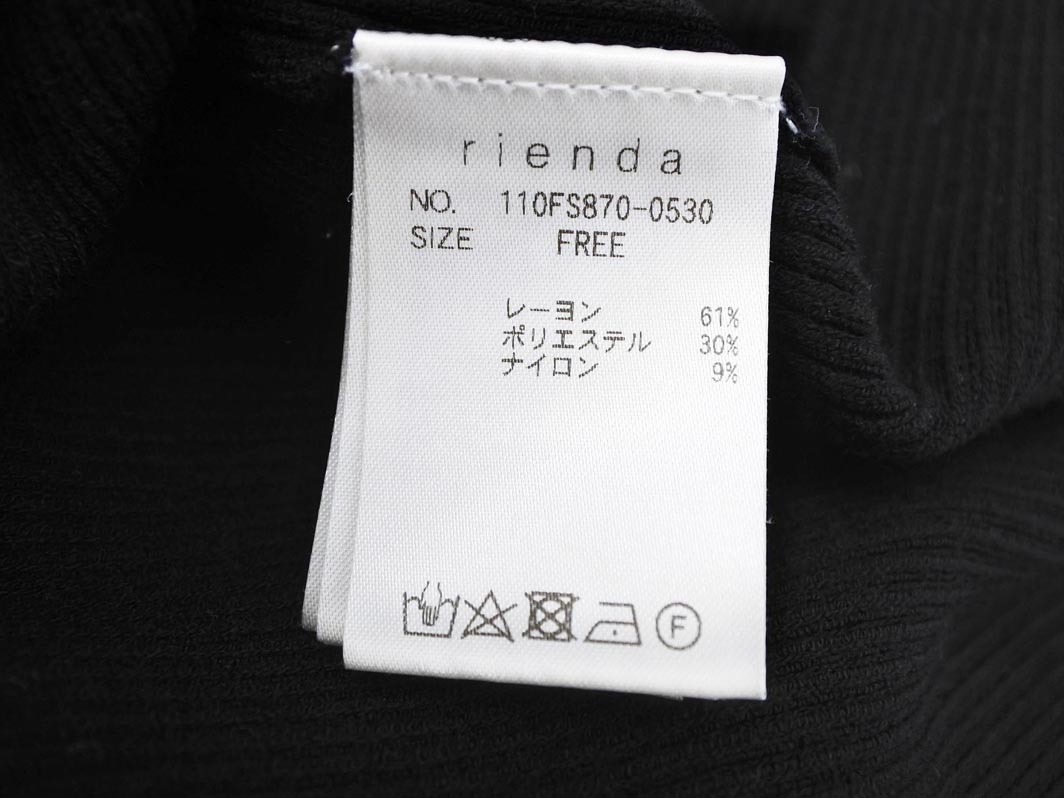 rienda
NO. 110FS870-0530
SIZE FREE
レーヨン 61%
ポリエステル 30%
ナイロン 9%
F